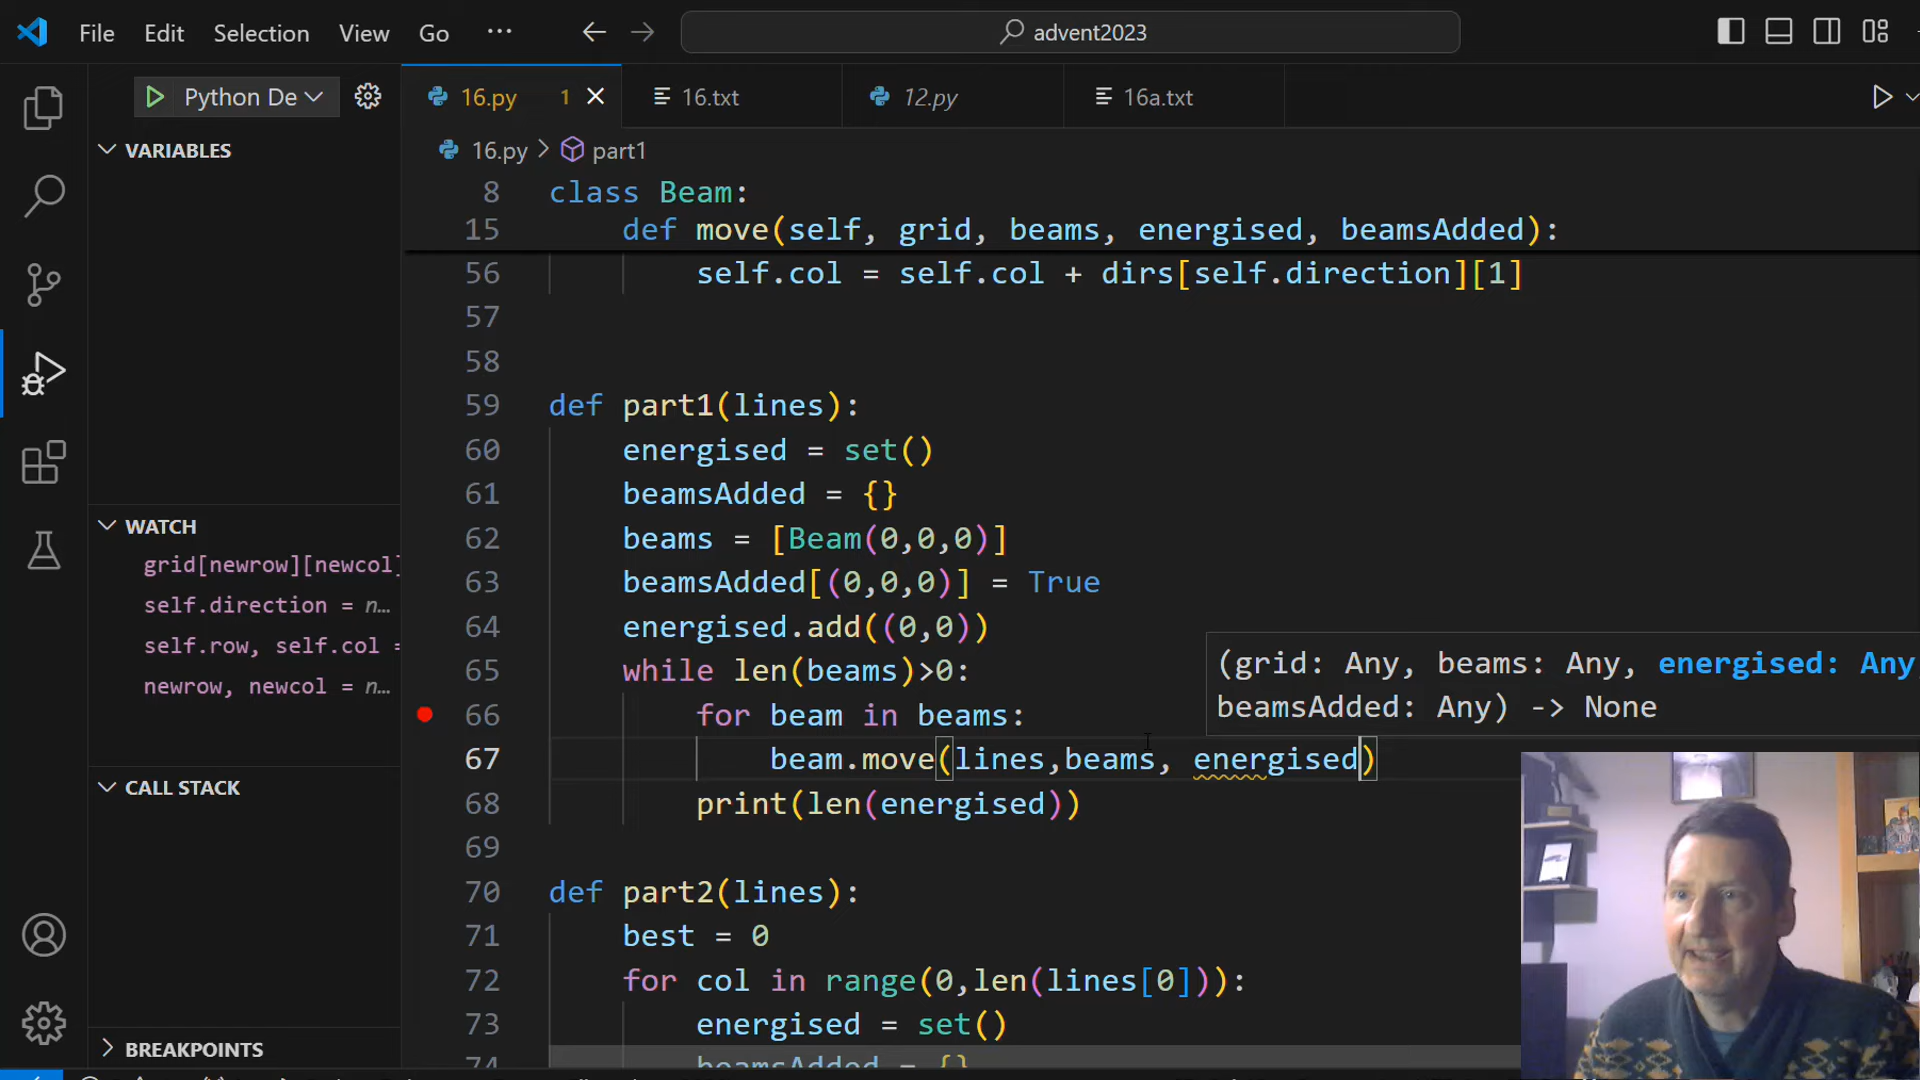 File Edit Selection View Go ··· advent2023
Python De
16.py 1 16.txt 12.py 16a.txt
VARIABLES
16.py > part1
8 class Beam:
15 def move(self, grid, beams, energised, beamsAdded):
56 self.col = self.col + dirs[self.direction][1]
57
58
59 def part1(lines):
60 energised = set()
61 beamsAdded = {}
62 beams = [Beam(0,0,0)]
63 beamsAdded[(0,0,0)] = True
64 energised.add((0,0))
65 while len(beams)>0:
66 for beam in beams:
67 beam.move(lines,beams, energised)
68 print(len(energised))
69
70 def part2(lines):
71 best = 0
72 for col in range(0,len(lines[0])):
73 energised = set()
74 beamsAdded = {}
(grid: Any, beams: Any, energised: Any
beamsAdded: Any) -> None
WATCH
grid[newrow][newcol]
self.direction = n…
self.row, self.col =
newrow, newcol = n…
CALL STACK
BREAKPOINTS